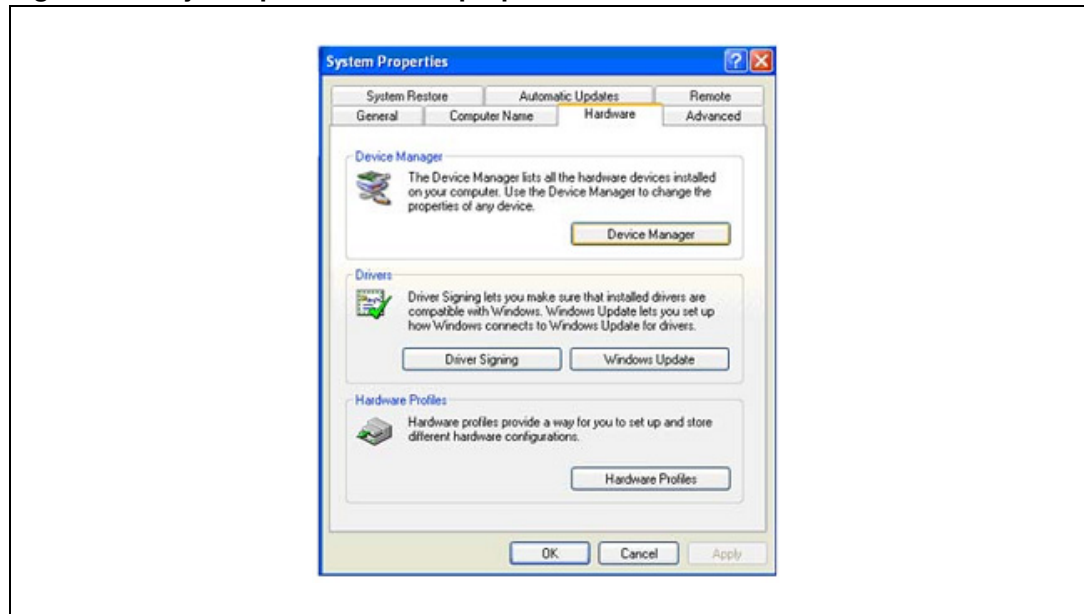 System Properties
System Restore Automatic Updates Remote
General Computer Name Hardware Advanced
Device Manager
The Device Manager lists all the hardware devices installed
on your computer. Use the Device Manager to change the
properties of any device.
Device Manager
Drivers
Driver Signing lets you make sure that installed drivers are
compatible with Windows. Windows Update lets you set up
how Windows connects to Windows Update for drivers.
Driver Signing Windows Update
Hardware Profiles
Hardware profiles provide a way for you to set up and store
different hardware configurations.
Hardware Profiles
OK Cancel Apply